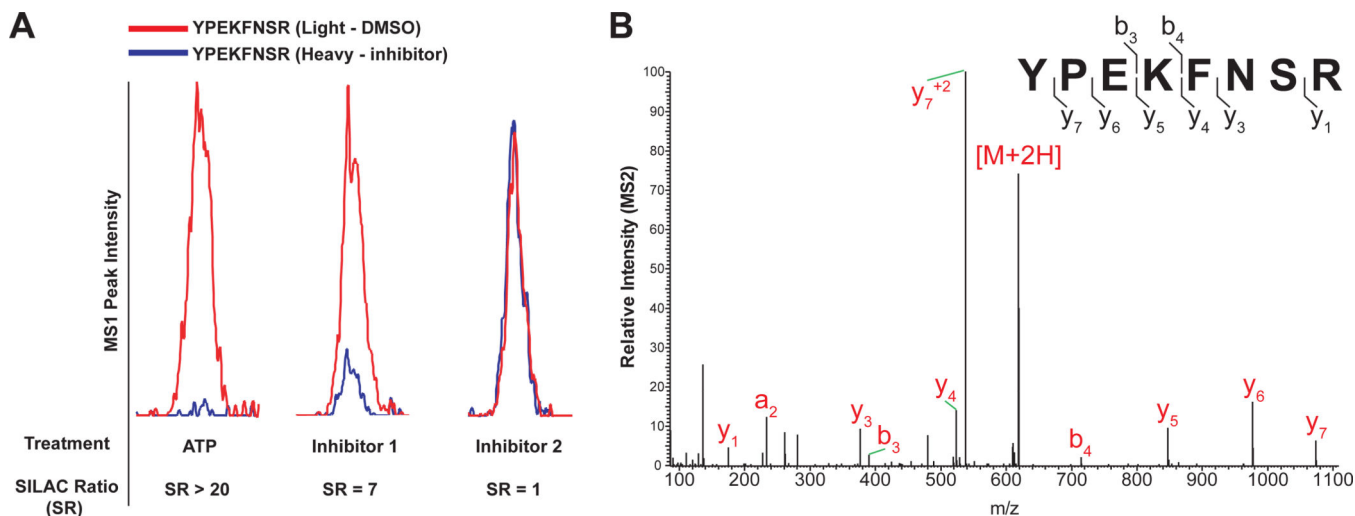 A
YPEKFNSR (Light - DMSO)
YPEKFNSR (Heavy - inhibitor)
MS1 Peak Intensity
Treatment
ATP
Inhibitor 1
Inhibitor 2
SILAC Ratio
(SR)
SR > 20
SR = 7
SR = 1
B
b₃ b₄
YPEKFNSR
y₇ y₆ y₅ y₄ y₃ y₁
Relative Intensity (MS2)
100
90
80
70
60
50
40
30
20
10
0
y₇⁺²
[M+2H]
y₁
a₂
y₃
b₃
y₄
b₄
y₅
y₆
y₇
100 200 300 400 500 600 700 800 900 1000 1100
m/z